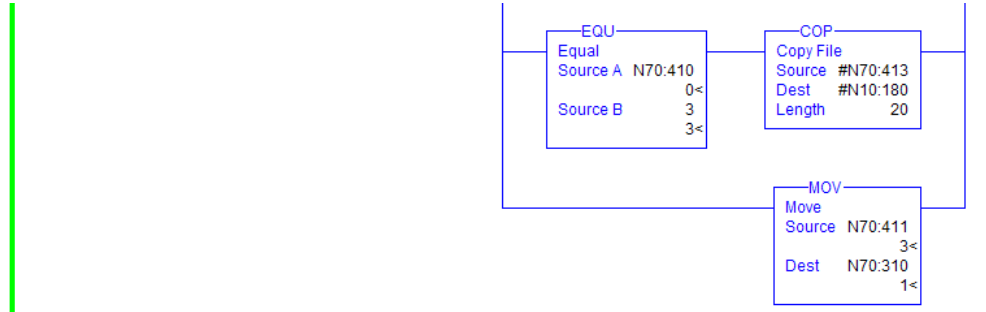 EQU
Equal
Source A N70:410
0<
Source B 3
3<
COP
Copy File
Source #N70:413
Dest #N10:180
Length 20
MOV
Move
Source N70:411
3<
Dest N70:310
1<